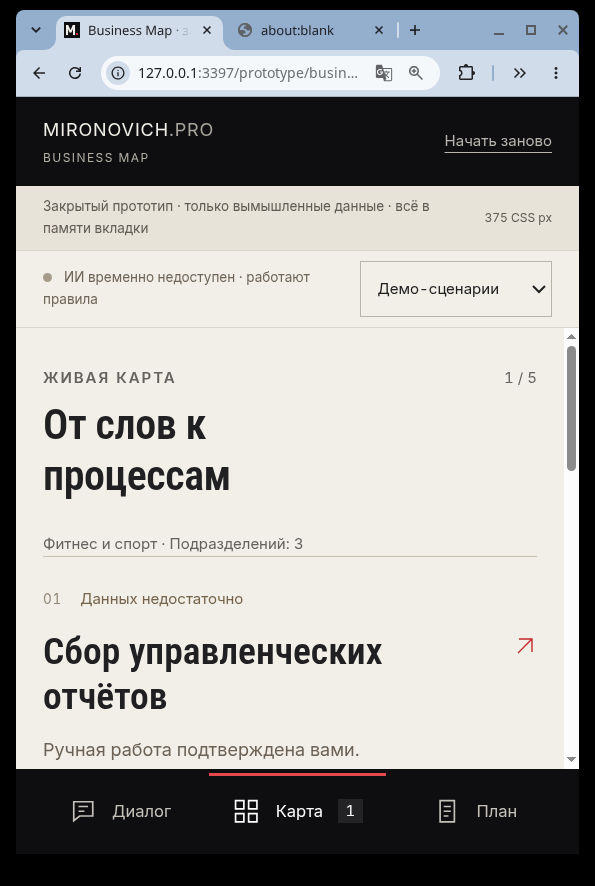 Business Map · з
about:blank
127.0.0.1:3397/prototype/busin...
MIRONOVICH.PRO
BUSINESS MAP
Начать заново
Закрытый прототип · только вымышленные данные · всё в
памяти вкладки
375 CSS px
ИИ временно недоступен · работают
правила
Демо-сценарии
ЖИВАЯ КАРТА
1 / 5
От слов к
процессам
Фитнес и спорт · Подразделений: 3
01 Данных недостаточно
Сбор управленческих
отчётов
Ручная работа подтверждена вами.
Диалог
Карта 1
План